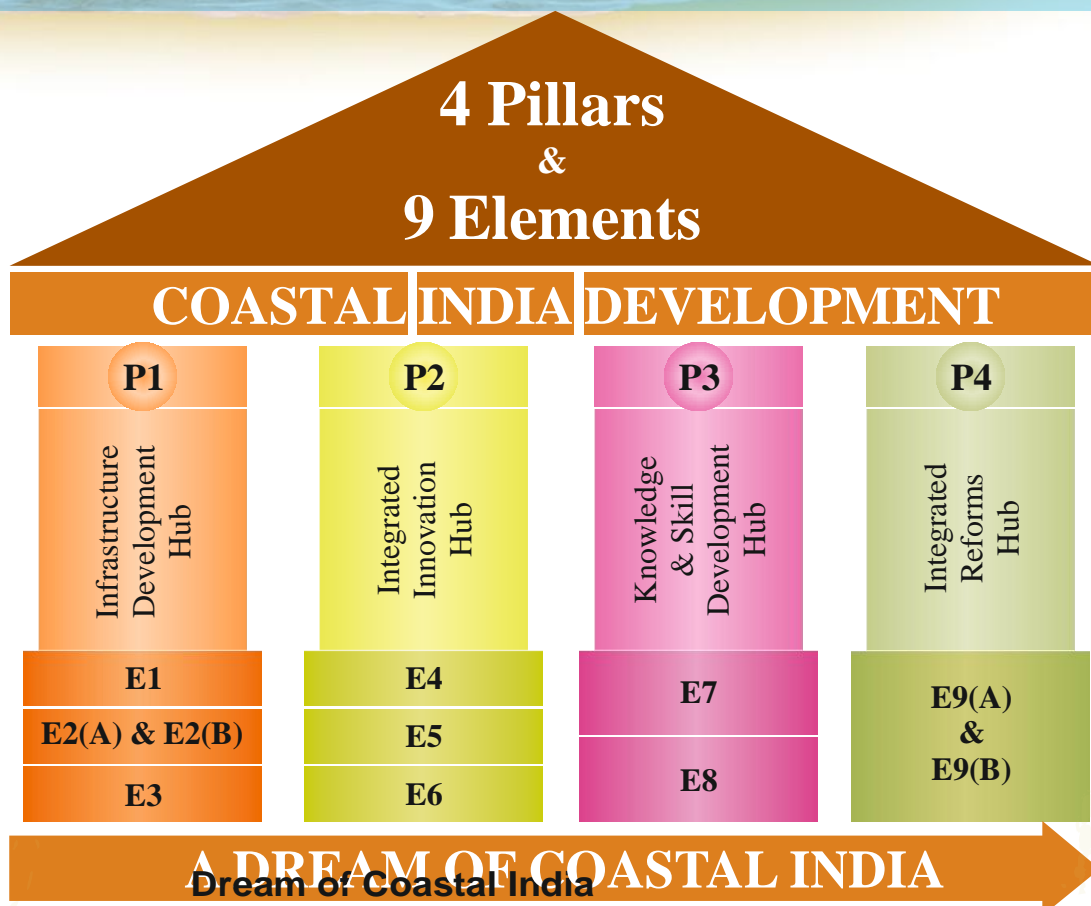 4 Pillars
&
9 Elements
COASTAL INDIA DEVELOPMENT
P1
Infrastructure
Development
Hub
E1
E2(A) & E2(B)
E3
P2
Integrated
Innovation
Hub
E4
E5
E6
P3
Knowledge
& Skill
Development
Hub
E7
E8
P4
Integrated
Reforms
Hub
E9(A)
&
E9(B)
A DREAM OF COASTAL INDIA
Dream of Coastal India